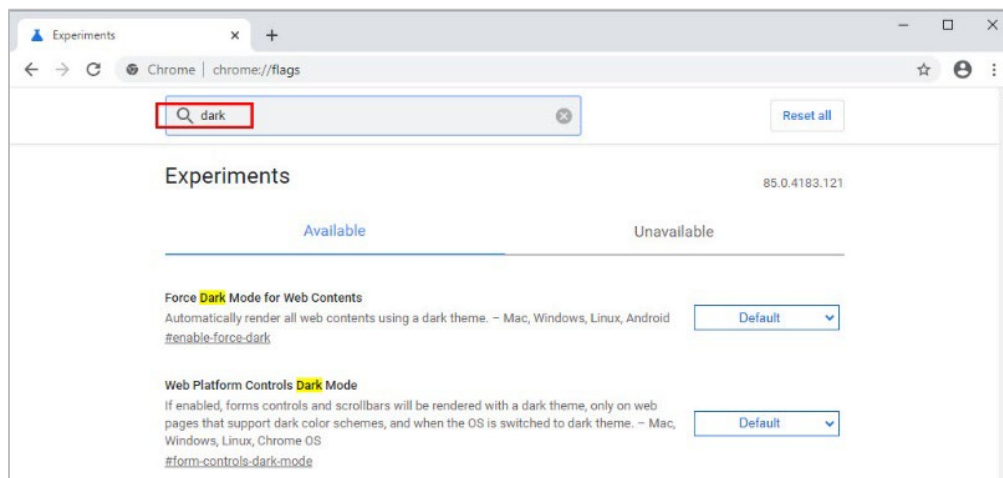 Experiments
Chrome | chrome://flags
dark
Reset all
Experiments
85.0.4183.121
Available
Unavailable
Force Dark Mode for Web Contents
Automatically render all web contents using a dark theme. – Mac, Windows, Linux, Android
#enable-force-dark
Default
Web Platform Controls Dark Mode
If enabled, forms controls and scrollbars will be rendered with a dark theme, only on web
pages that support dark color schemes, and when the OS is switched to dark theme. – Mac,
Windows, Linux, Chrome OS
#form-controls-dark-mode
Default